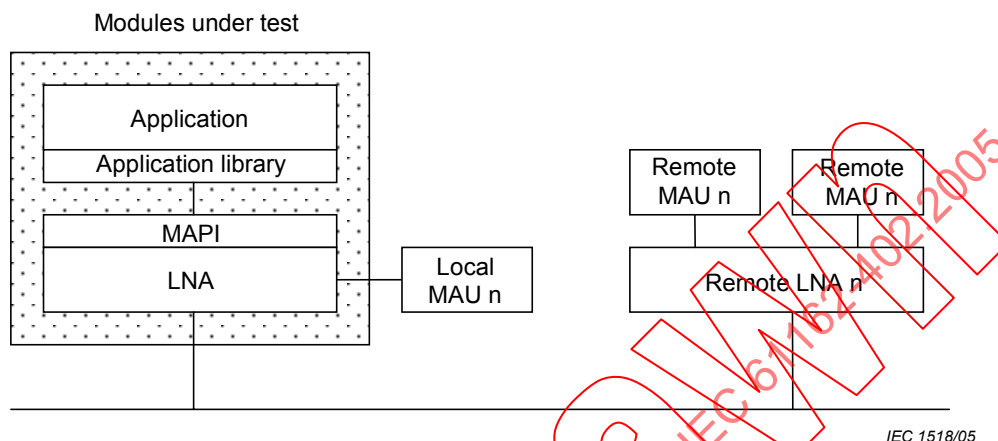 Modules under test
Application
Application library
MAPI
LNA
Local
MAU n
Remote
MAU n
Remote
MAU n
Remote LNA n
IEC 61162-402:2005
IEC 1518/05